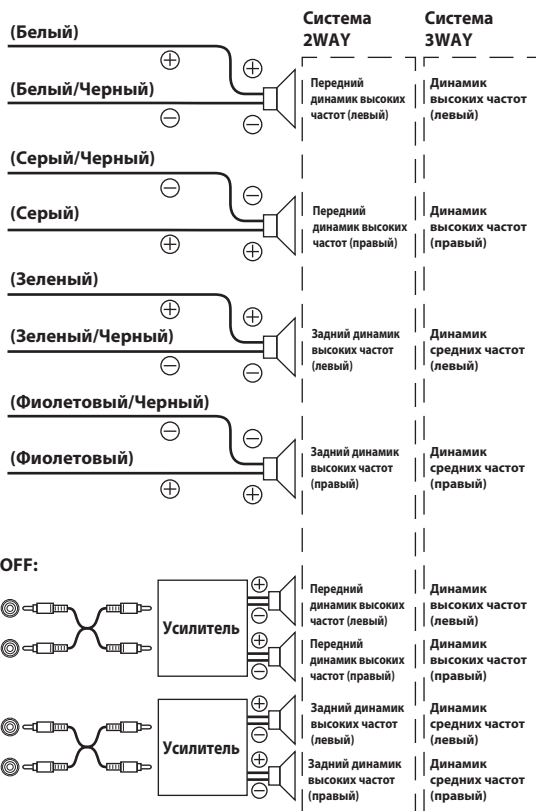 Система 2WAY
Система 3WAY
(Белый)
(Белый/Черный)
Передний
динамик высоких
частот (левый)
Динамик
высоких частот
(левый)
(Серый/Черный)
(Серый)
Передний
динамик высоких
частот (правый)
Динамик
высоких частот
(правый)
(Зеленый)
(Зеленый/Черный)
Задний динамик
высоких частот
(левый)
Динамик
средних частот
(левый)
(Фиолетовый/Черный)
(Фиолетовый)
Задний динамик
высоких частот
(правый)
Динамик
средних частот
(правый)
OFF:
Усилитель
Передний
динамик высоких
частот (левый)
Динамик
высоких частот
(левый)
Передний
динамик высоких
частот (правый)
Динамик
высоких частот
(правый)
Усилитель
Задний динамик
высоких частот
(левый)
Динамик
средних частот
(левый)
Задний динамик
высоких частот
(правый)
Динамик
средних частот
(правый)